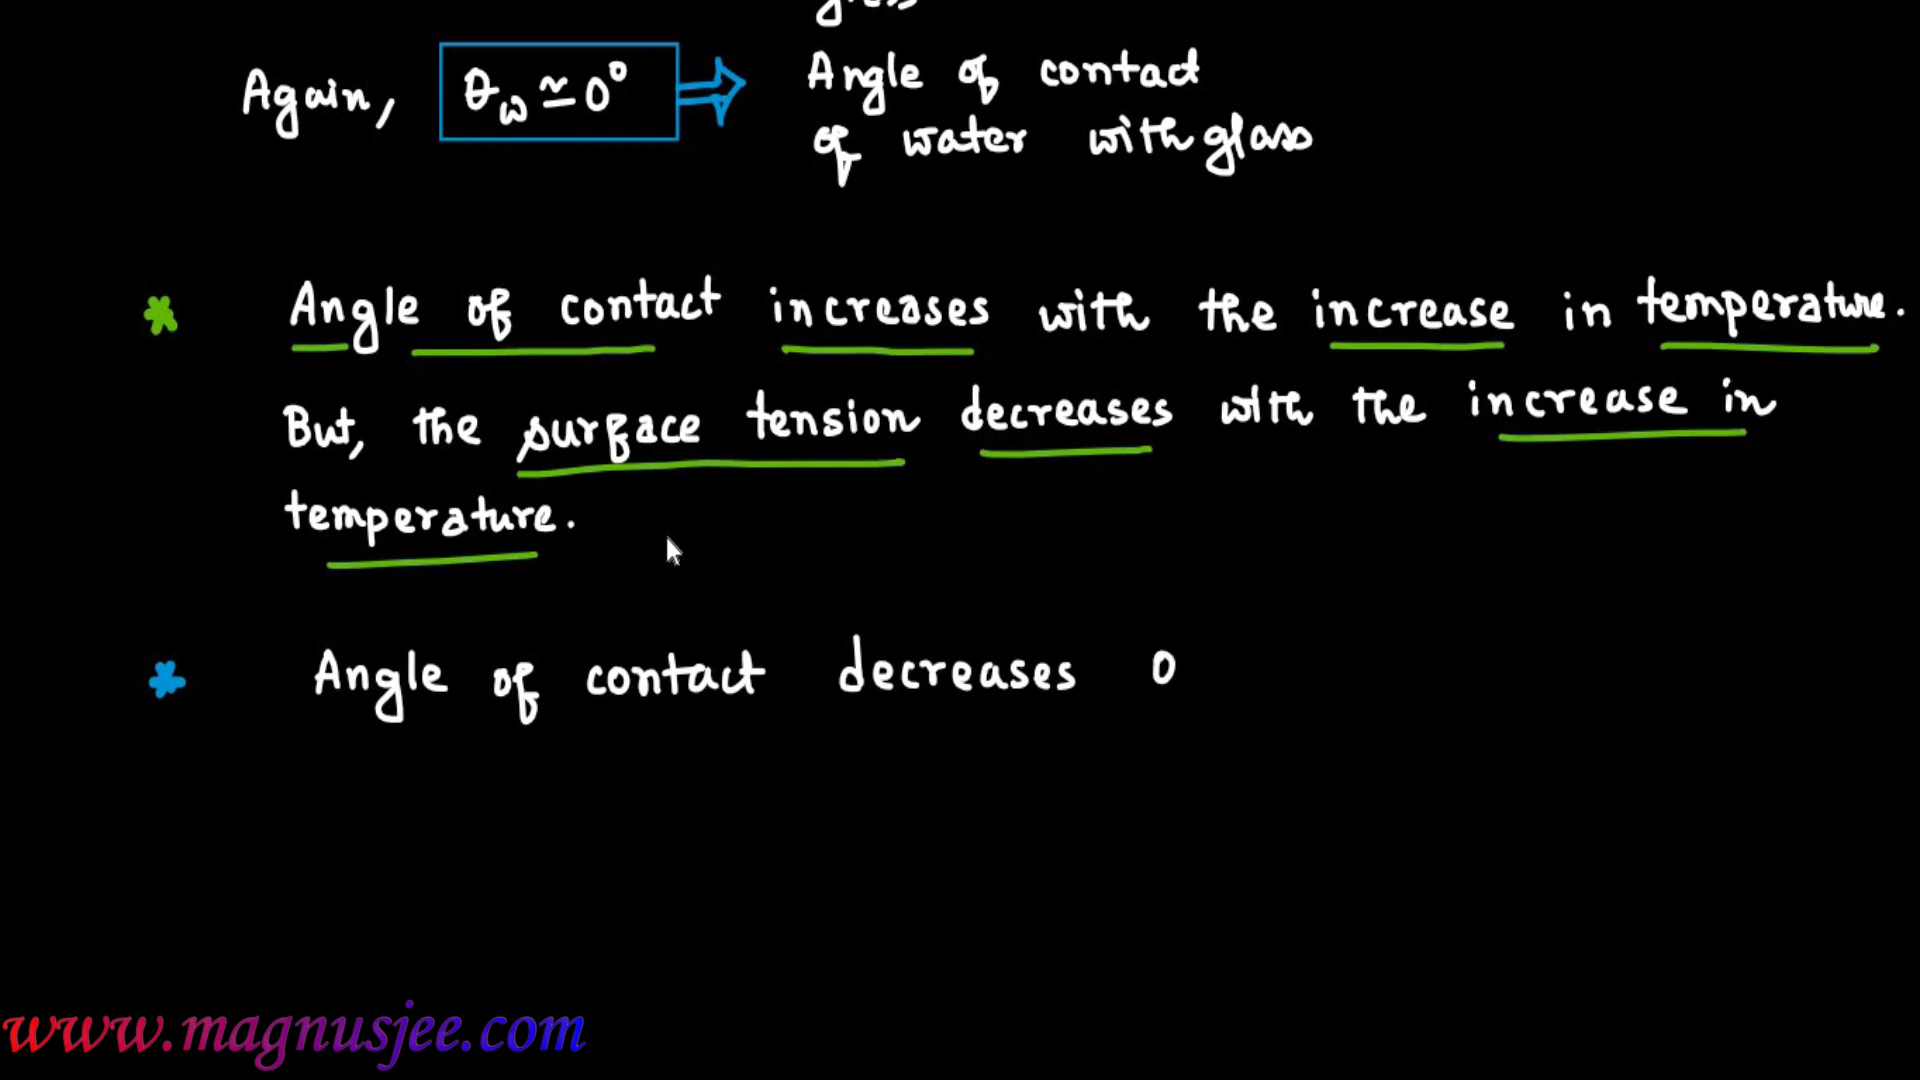 Again, θw ≃ 0° ⇒ Angle of contact
of water with glass
* Angle of contact increases with the increase in temperature.
But, the surface tension decreases with the increase in
temperature.
* Angle of contact decreases o
www.magnusjee.com